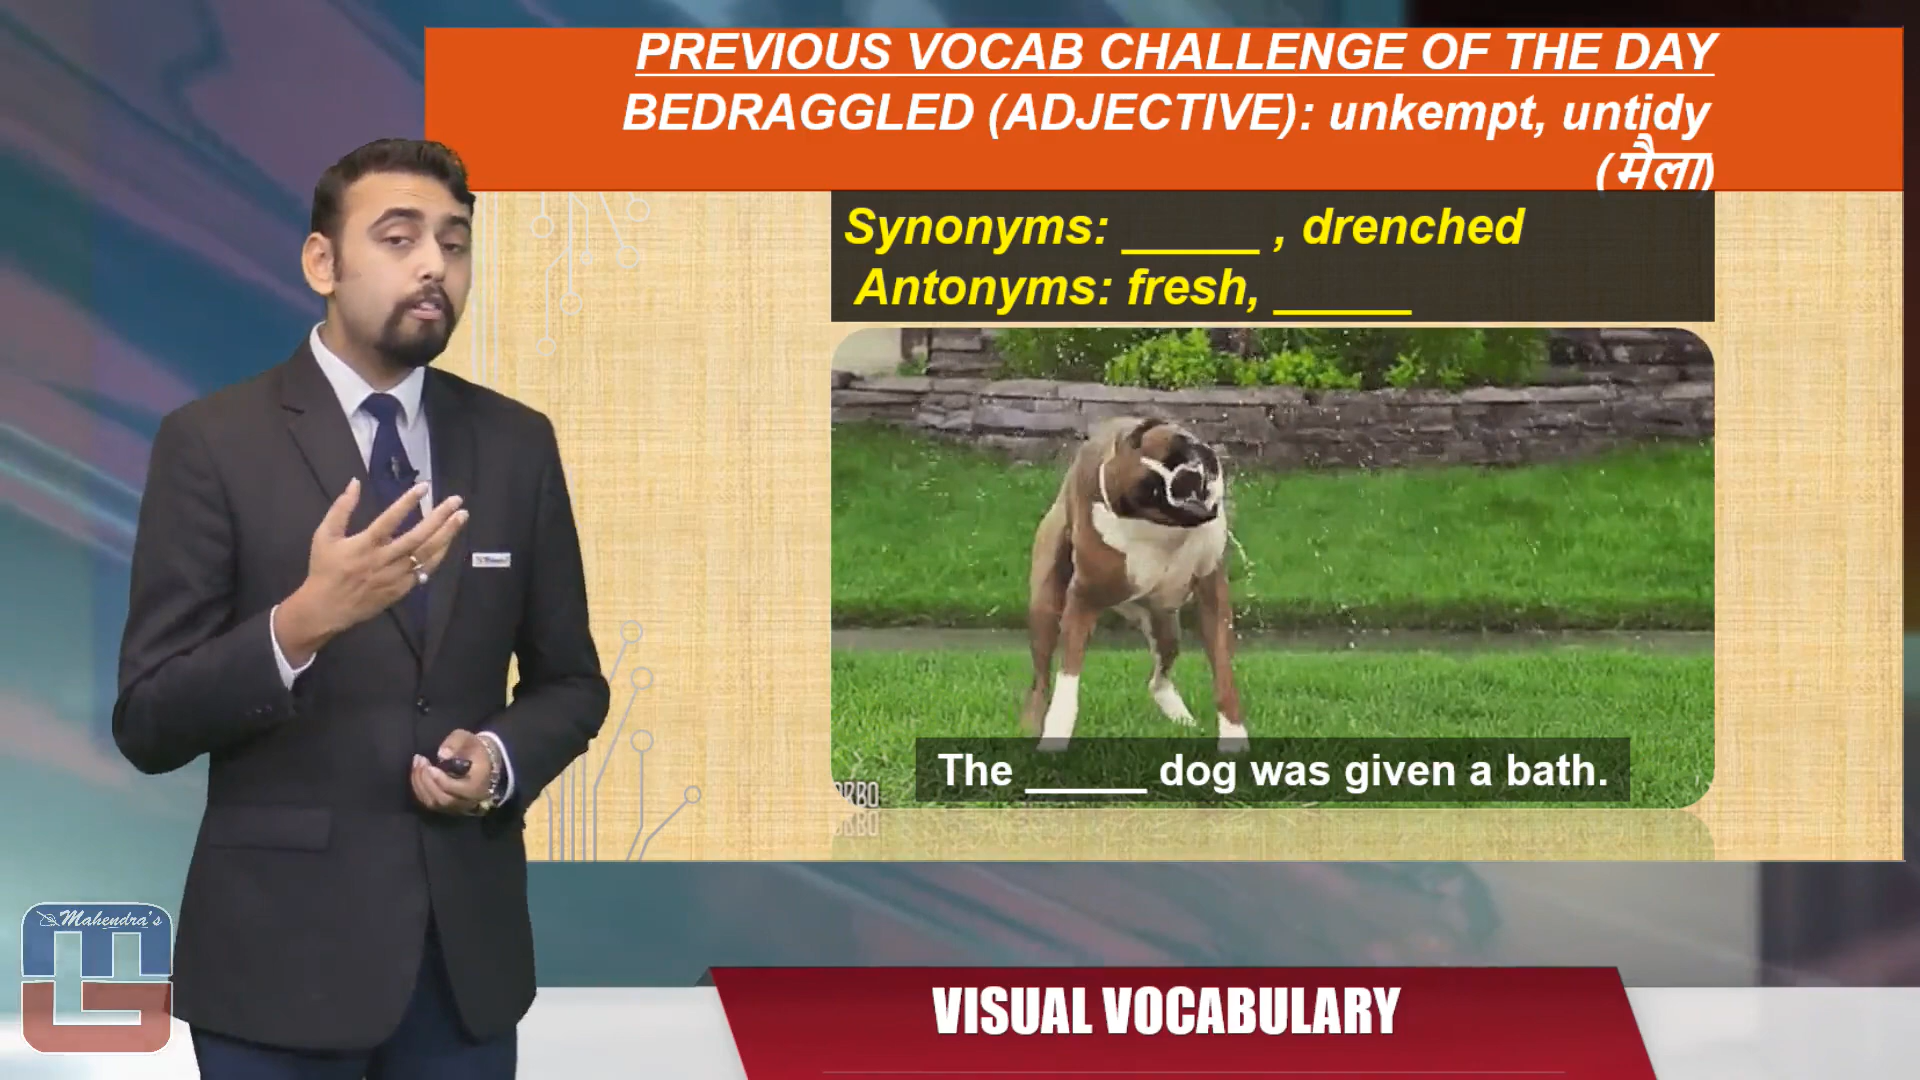 PREVIOUS VOCAB CHALLENGE OF THE DAY
BEDRAGGLED (ADJECTIVE): unkempt, untidy
(मैला)
Synonyms: _____ , drenched
Antonyms: fresh, _____
The _____ dog was given a bath.
Mahendra's
VISUAL VOCABULARY